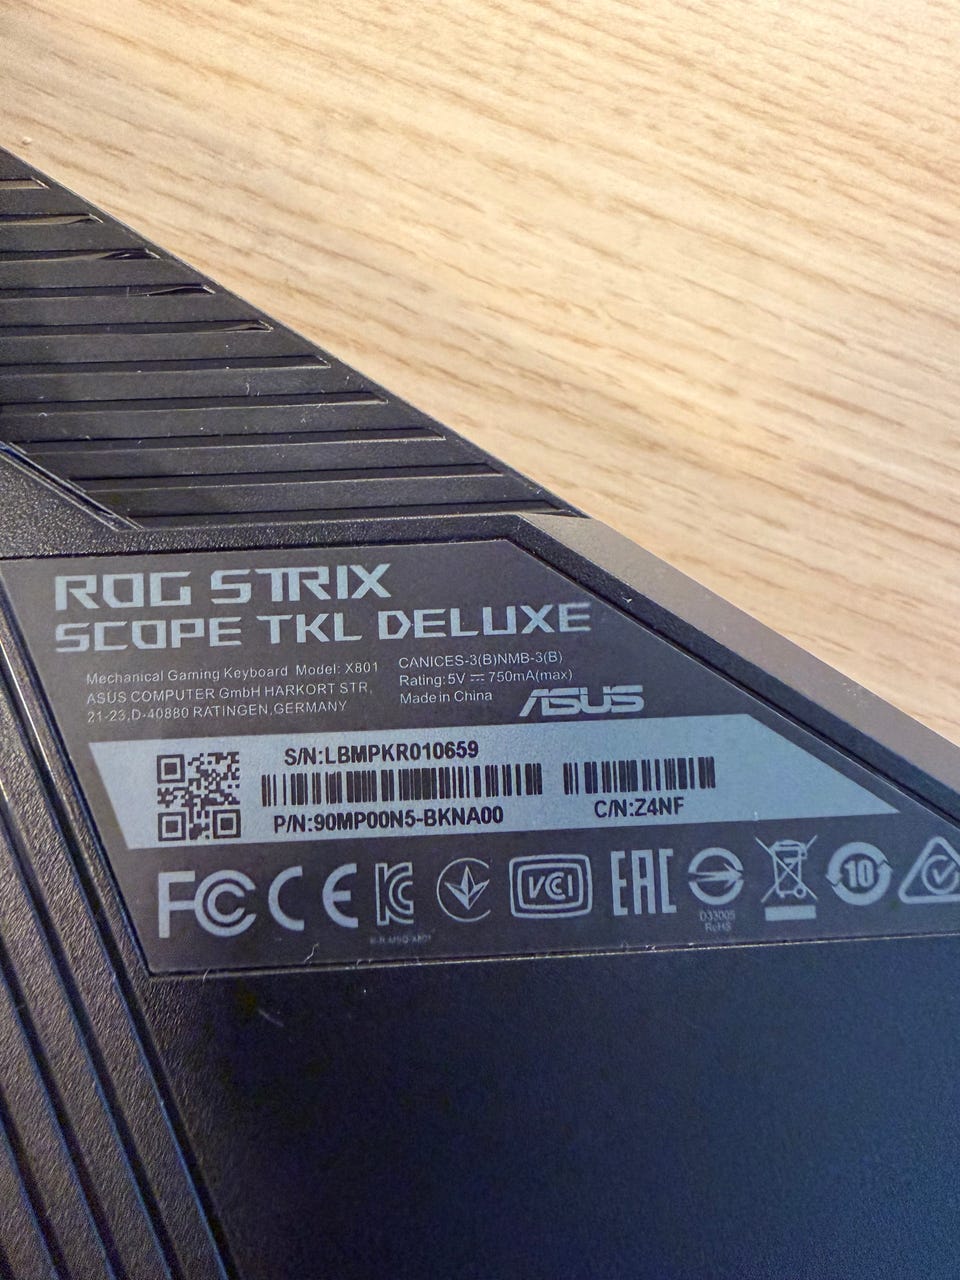 ROG STRIX
SCOPE TKL DELUXE
Mechanical Gaming Keyboard Model: X801
ASUS COMPUTER GmbH HARKORT STR,
21-23,D-40880 RATINGEN,GERMANY
CANICES-3(B)NMB-3(B)
Rating: 5V ⎓ 750mA(max)
Made in China
ASUS
S/N:LBMPKR010659
P/N:90MP00N5-BKNA00
C/N:Z4NF
FC CE KC VCCI EAC
D33005
RoHS
10